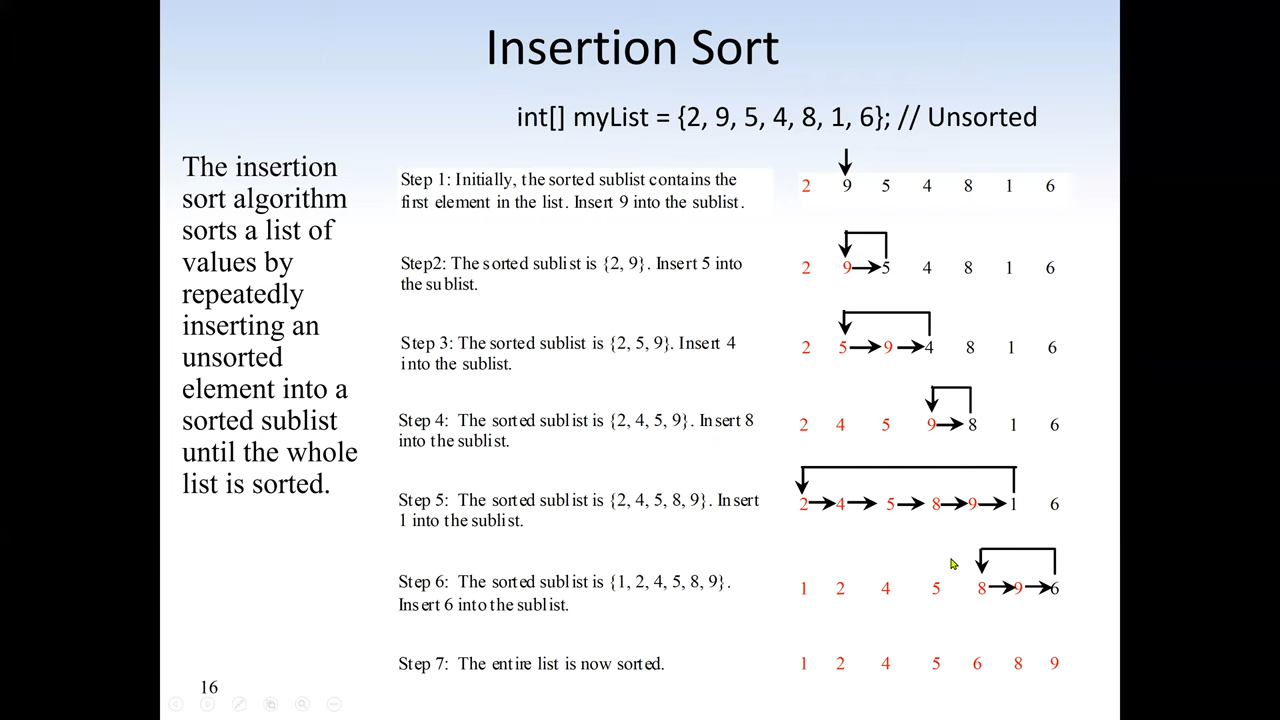 Insertion Sort
int[] myList = {2, 9, 5, 4, 8, 1, 6}; // Unsorted
The insertion
sort algorithm
sorts a list of
values by
repeatedly
inserting an
unsorted
element into a
sorted sublist
until the whole
list is sorted.
Step 1: Initially, the sorted sublist contains the
first element in the list. Insert 9 into the sublist.
2 9 5 4 8 1 6
Step2: The sorted sublist is {2, 9}. Insert 5 into
the sublist.
2 9 5 4 8 1 6
Step 3: The sorted sublist is {2, 5, 9}. Insert 4
into the sublist.
2 5 9 4 8 1 6
Step 4: The sorted sublist is {2, 4, 5, 9}. Insert 8
into the sublist.
2 4 5 9 8 1 6
Step 5: The sorted sublist is {2, 4, 5, 8, 9}. Insert
1 into the sublist.
2 4 5 8 9 1 6
Step 6: The sorted sublist is {1, 2, 4, 5, 8, 9}.
Insert 6 into the sublist.
1 2 4 5 8 9 6
Step 7: The entire list is now sorted.
1 2 4 5 6 8 9
16